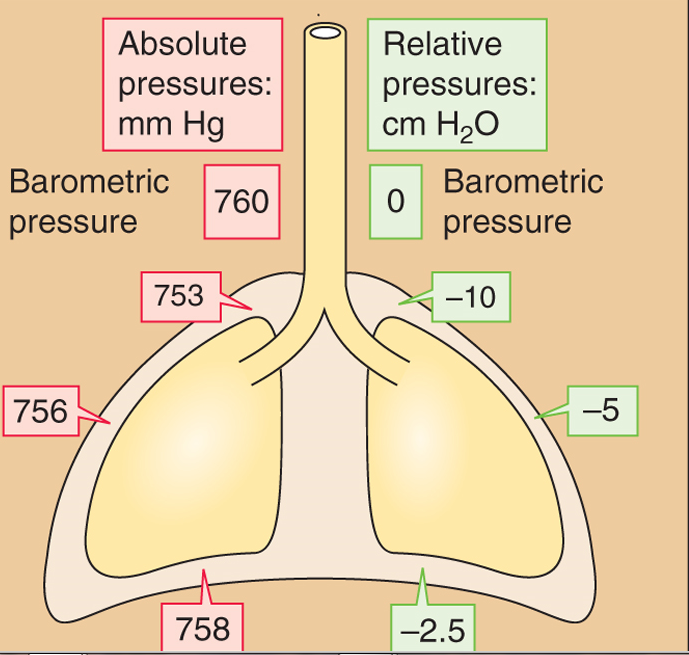 Absolute
pressures:
mm Hg
Relative
pressures:
cm H₂O
Barometric
pressure
760
0
Barometric
pressure
753
–10
756
–5
758
–2.5